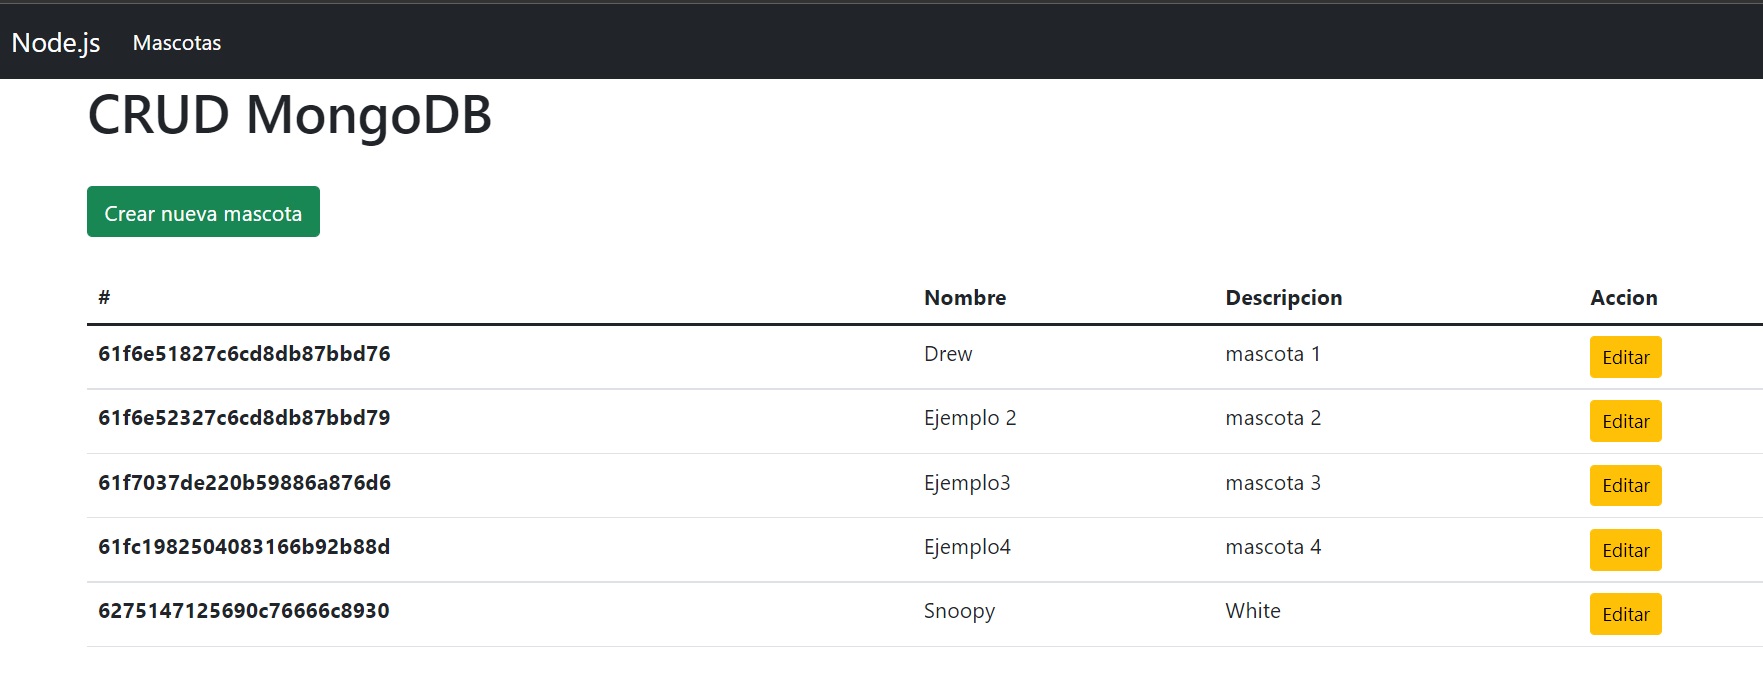 Node.js Mascotas
CRUD MongoDB
Crear nueva mascota
# Nombre Descripcion Accion
61f6e51827c6cd8db87bbd76 Drew mascota 1 Editar
61f6e52327c6cd8db87bbd79 Ejemplo 2 mascota 2 Editar
61f7037de220b59886a876d6 Ejemplo3 mascota 3 Editar
61fc1982504083166b92b88d Ejemplo4 mascota 4 Editar
6275147125690c76666c8930 Snoopy White Editar